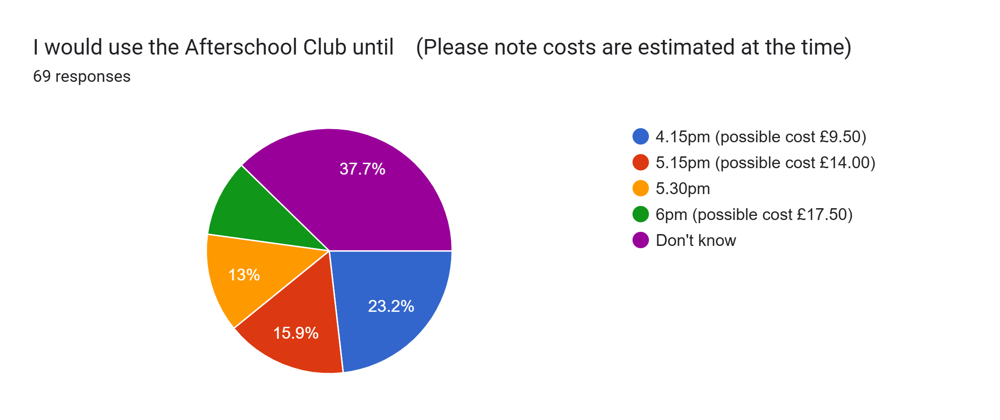 I would use the Afterschool Club until (Please note costs are estimated at the time)
69 responses
37.7%
13%
23.2%
15.9%
4.15pm (possible cost £9.50)
5.15pm (possible cost £14.00)
5.30pm
6pm (possible cost £17.50)
Don't know